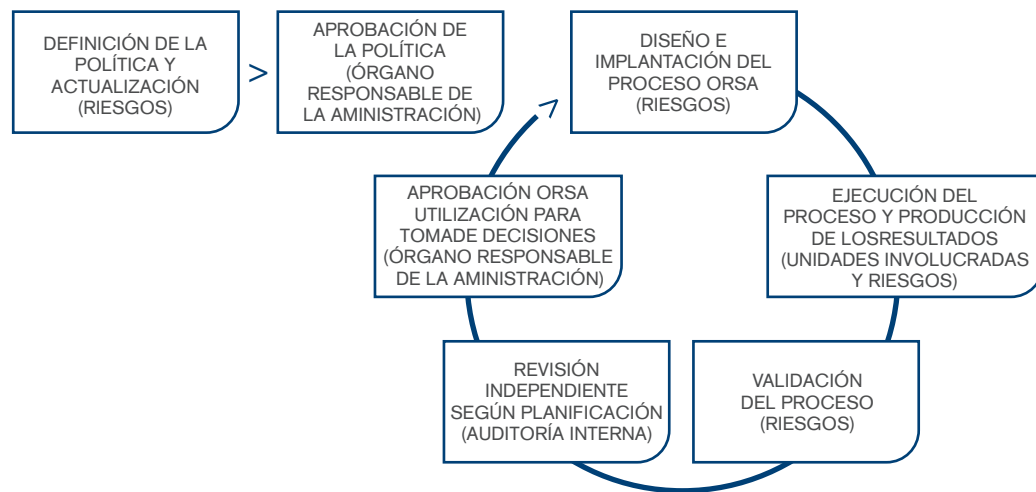 DEFINICIÓN DE LA
POLÍTICA Y
ACTUALIZACIÓN
(RIESGOS)
>
APROBACIÓN DE
LA POLÍTICA
(ÓRGANO
RESPONSABLE DE
LA AMINISTRACIÓN)
DISEÑO E
IMPLANTACIÓN DEL
PROCESO ORSA
(RIESGOS)
EJECUCIÓN DEL
PROCESO Y PRODUCCIÓN
DE LOSRESULTADOS
(UNIDADES INVOLUCRADAS
Y RIESGOS)
VALIDACIÓN
DEL PROCESO
(RIESGOS)
REVISIÓN
INDEPENDIENTE
SEGÚN PLANIFICACIÓN
(AUDITORÍA INTERNA)
APROBACIÓN ORSA
UTILIZACIÓN PARA
TOMADE DECISIONES
(ÓRGANO RESPONSABLE
DE LA AMINISTRACIÓN)